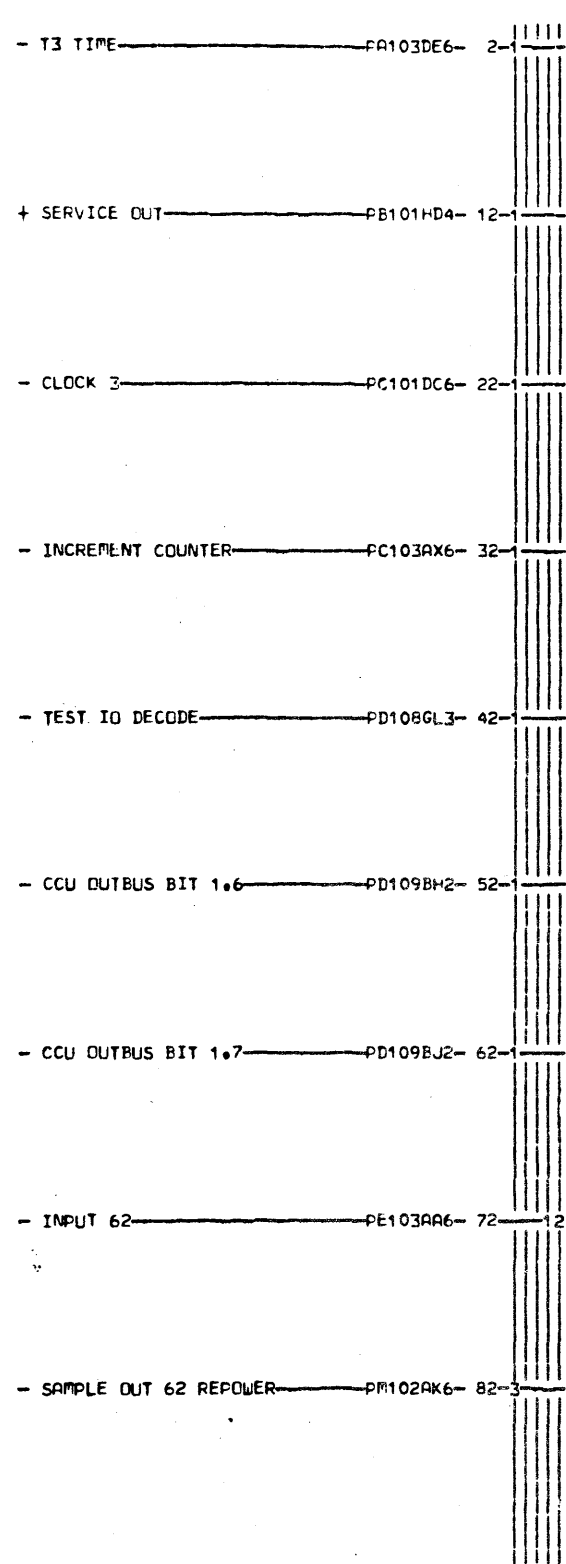 - T3 TIME PA103DE6- 2-1
+ SERVICE OUT PB101HD4- 12-1
- CLOCK 3 PC101DC6- 22-1
- INCREMENT COUNTER PC103AX6- 32-1
- TEST IO DECODE PD108GL3- 42-1
- CCU OUTBUS BIT 1.6 PD109BH2- 52-1
- CCU OUTBUS BIT 1.7 PD109BJ2- 62-1
- INPUT 62 PE103AA6- 72 12
- SAMPLE OUT 62 REPOWER PM102AK6- 82-3